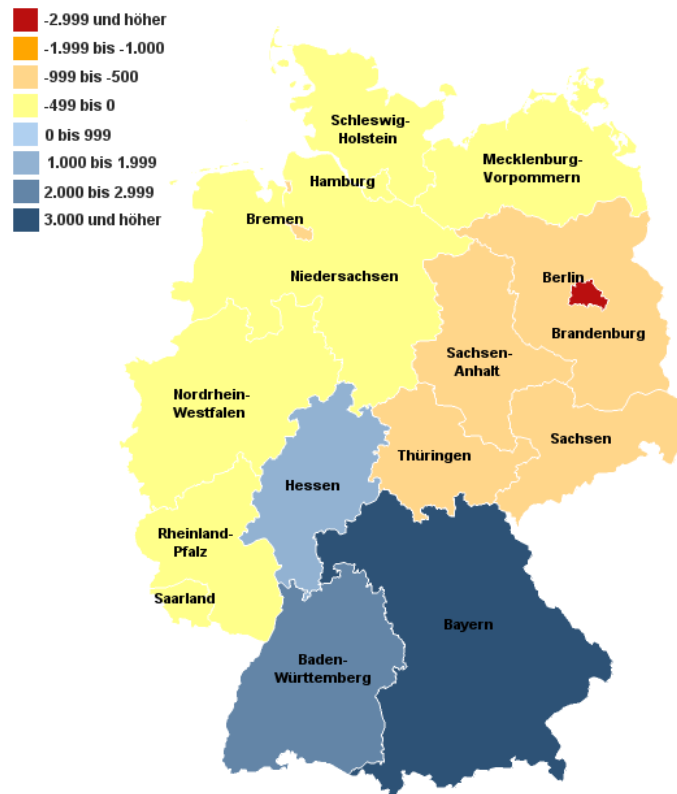 -2.999 und höher
-1.999 bis -1.000
-999 bis -500
-499 bis 0
0 bis 999
1.000 bis 1.999
2.000 bis 2.999
3.000 und höher
Schleswig-
Holstein
Mecklenburg-
Vorpommern
Hamburg
Bremen
Niedersachsen
Berlin
Brandenburg
Sachsen-
Anhalt
Nordrhein-
Westfalen
Sachsen
Thüringen
Hessen
Rheinland-
Pfalz
Saarland
Bayern
Baden-
Württemberg